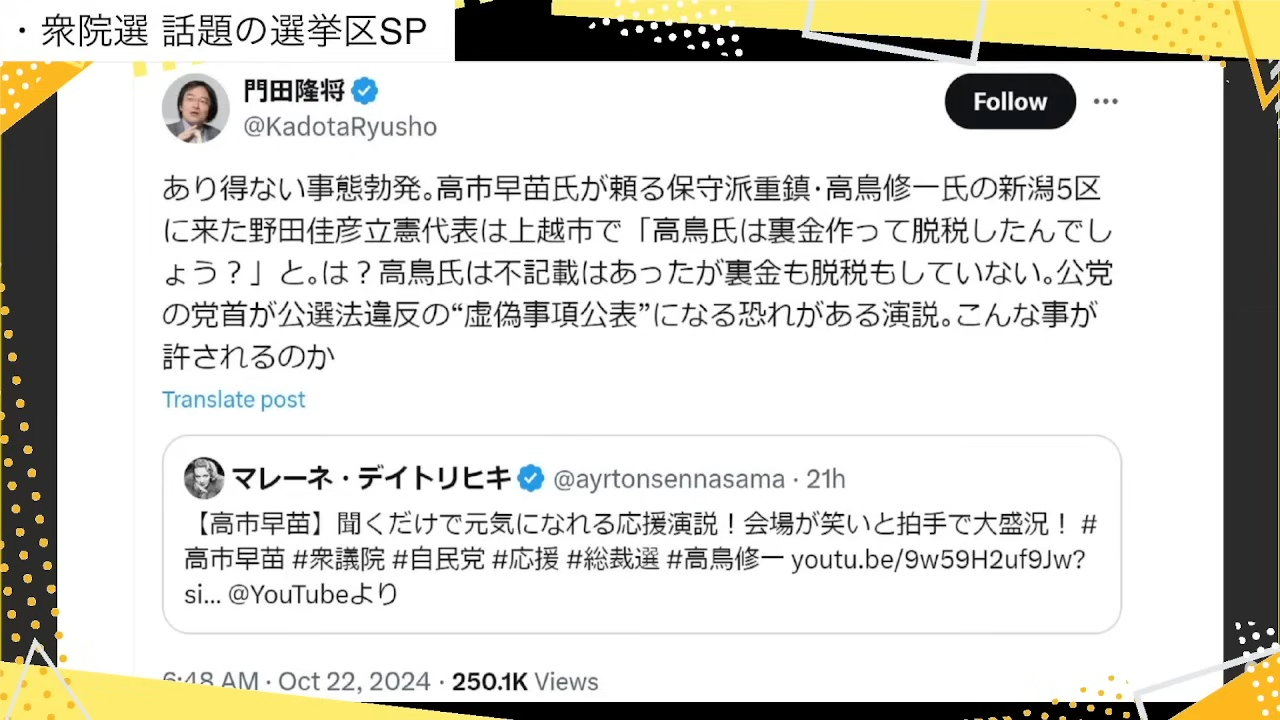 ・衆院選 話題の選挙区SP
門田隆将
@KadotaRyusho
Follow
あり得ない事態勃発。高市早苗氏が頼る保守派重鎮・高鳥修一氏の新潟5区
に来た野田佳彦立憲代表は上越市で「高鳥氏は裏金作って脱税したんでし
ょう？」と。は？高鳥氏は不記載はあったが裏金も脱税もしていない。公党
の党首が公選法違反の“虚偽事項公表”になる恐れがある演説。こんな事が
許されるのか
Translate post
マレーネ・デイトリヒキ @ayrtonsennasama · 21h
【高市早苗】聞くだけで元気になれる応援演説！会場が笑いと拍手で大盛況！ #
高市早苗 #衆議院 #自民党 #応援 #総裁選 #高鳥修一 youtu.be/9w59H2uf9Jw?
si... @YouTubeより
6:48 AM · Oct 22, 2024 · 250.1K Views